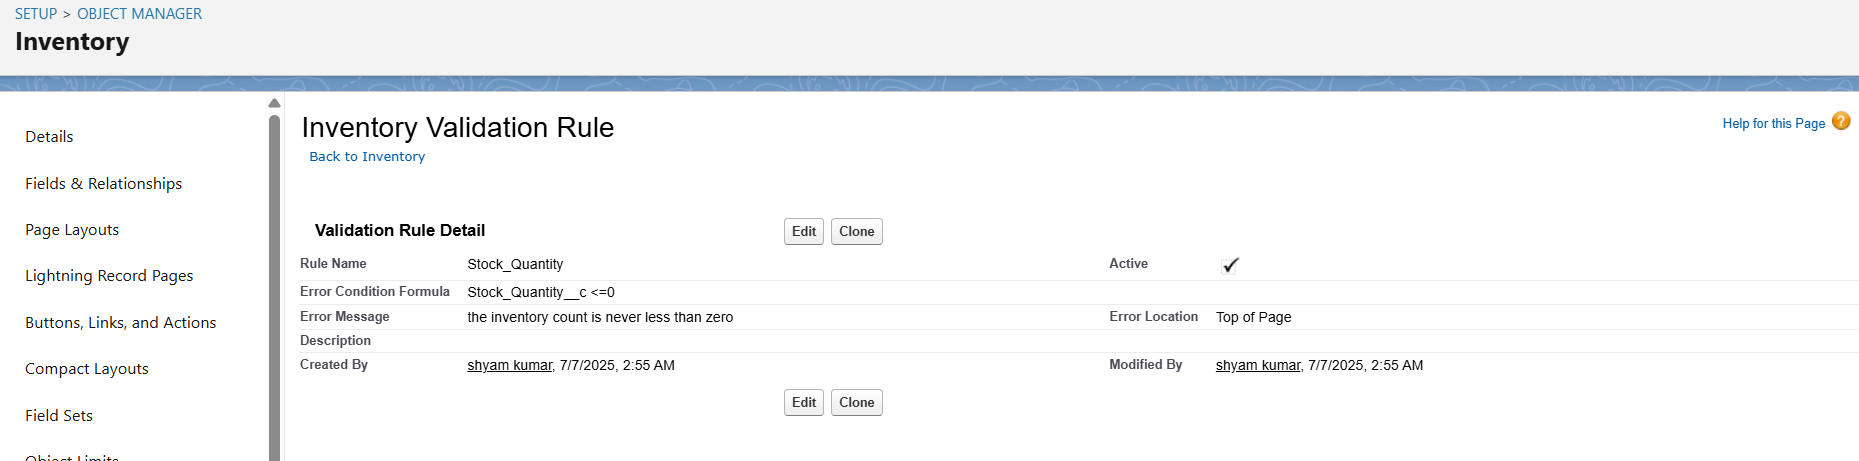 SETUP > OBJECT MANAGER
Inventory
Details
Fields & Relationships
Page Layouts
Lightning Record Pages
Buttons, Links, and Actions
Compact Layouts
Field Sets
Object Limits
Inventory Validation Rule
Help for this Page ?
Back to Inventory
Validation Rule Detail Edit Clone
Rule Name Stock_Quantity Active
Error Condition Formula Stock_Quantity__c <=0
Error Message the inventory count is never less than zero Error Location Top of Page
Description
Created By shyam kumar, 7/7/2025, 2:55 AM Modified By shyam kumar, 7/7/2025, 2:55 AM
Edit Clone